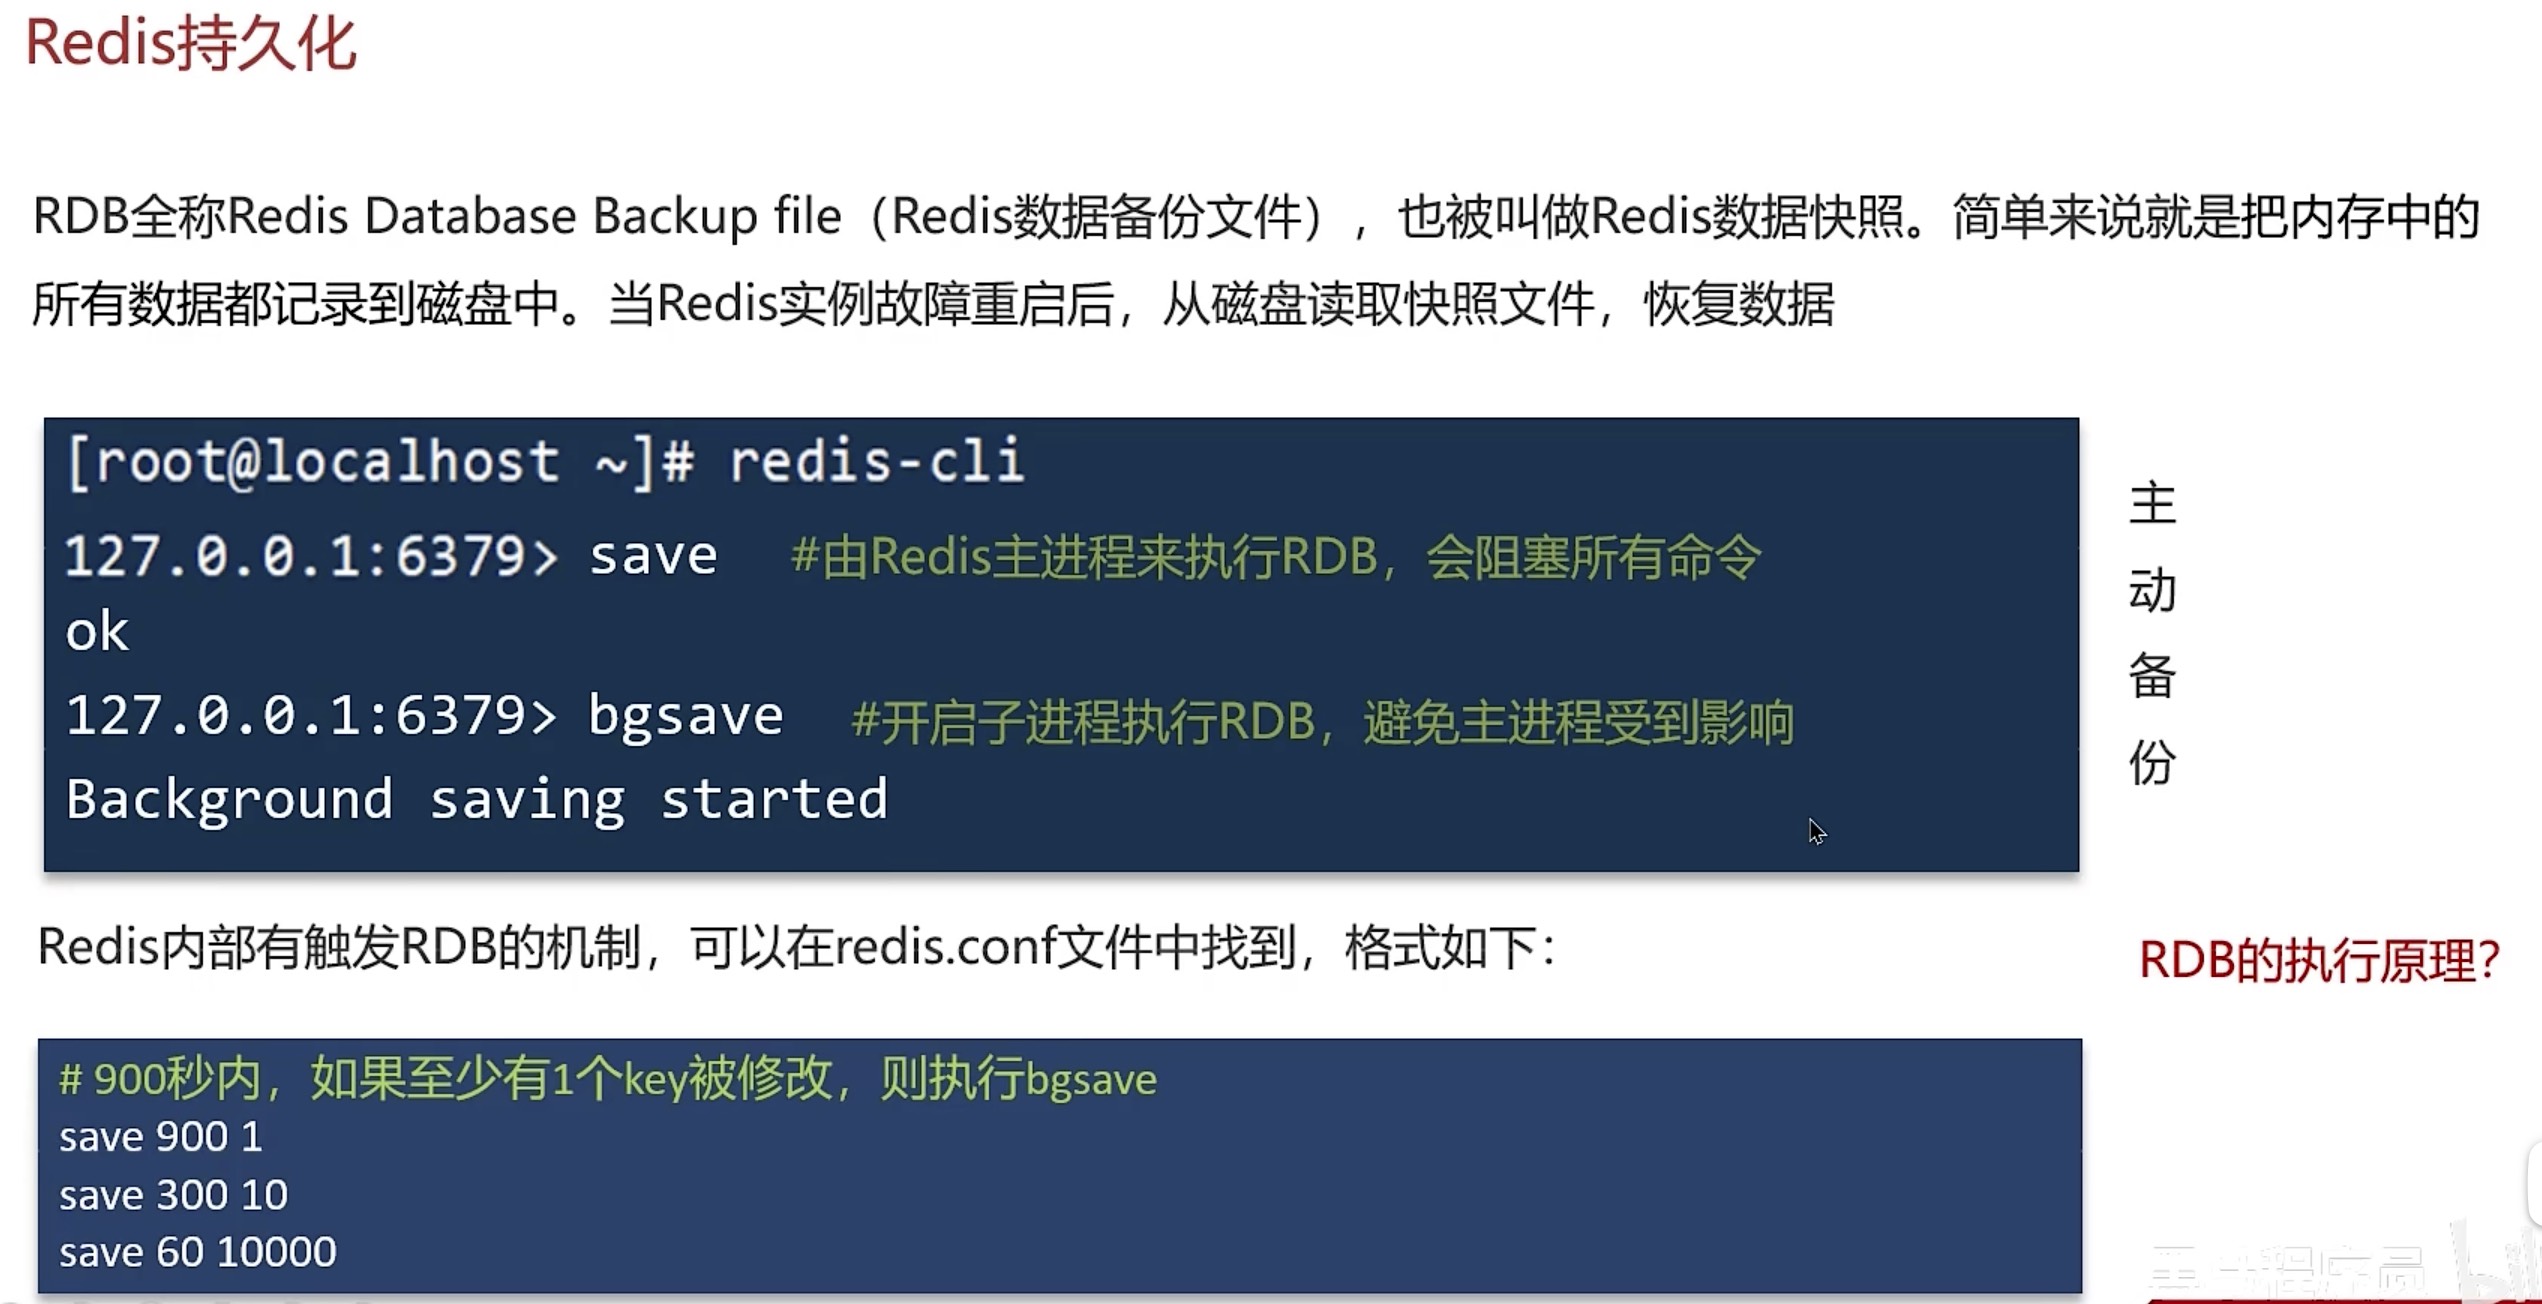 Redis持久化
RDB全称Redis Database Backup file（Redis数据备份文件），也被叫做Redis数据快照。简单来说就是把内存中的
所有数据都记录到磁盘中。当Redis实例故障重启后，从磁盘读取快照文件，恢复数据
[root@localhost ~]# redis-cli
127.0.0.1:6379> save #由Redis主进程来执行RDB，会阻塞所有命令
ok
127.0.0.1:6379> bgsave #开启子进程执行RDB，避免主进程受到影响
Background saving started
主
动
备
份
Redis内部有触发RDB的机制，可以在redis.conf文件中找到，格式如下：
RDB的执行原理？
# 900秒内，如果至少有1个key被修改，则执行bgsave
save 900 1
save 300 10
save 60 10000